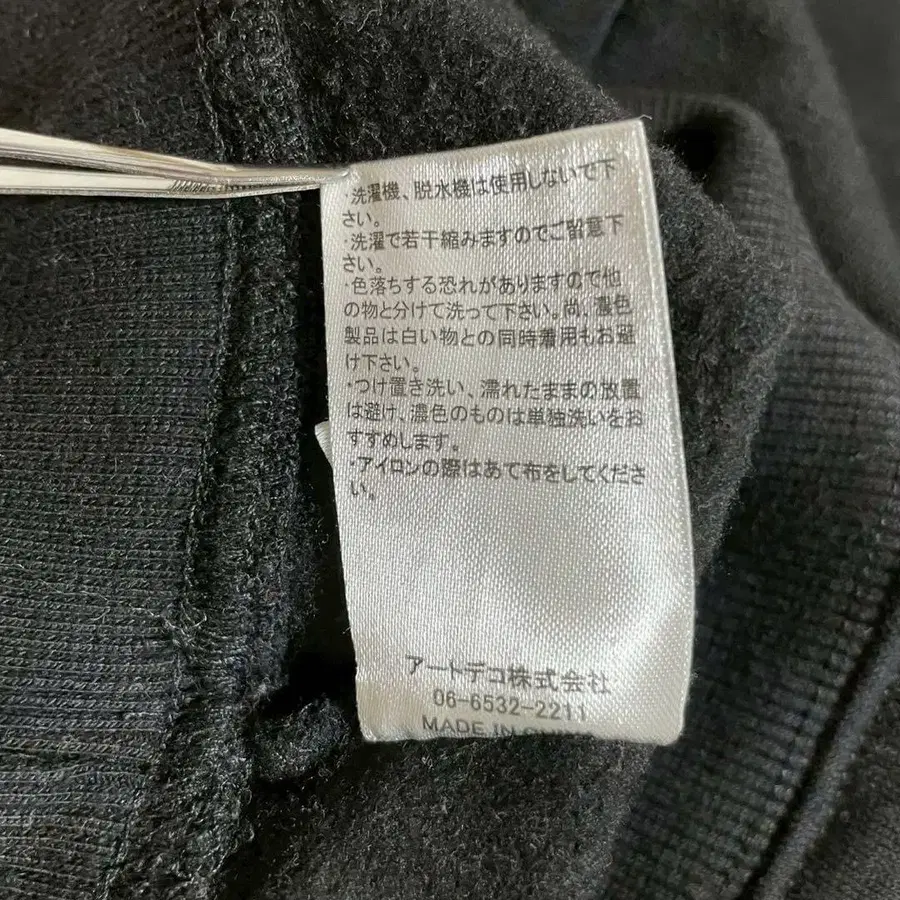 ・洗濯機、脱水機は使用しないで下
さい。
・洗濯で若干縮みますのでご留意下
さい。
・色落ちする恐れがありますので他
の物と分けて洗って下さい。尚、濃色
製品は白い物との同時着用もお避
け下さい。
・つけ置き洗い、濡れたままの放置
は避け、濃色のものは単独洗いをお
すすめします。
・アイロンの際はあて布をしてくださ
い。
アートデコ株式会社
06-6532-2211
MADE IN